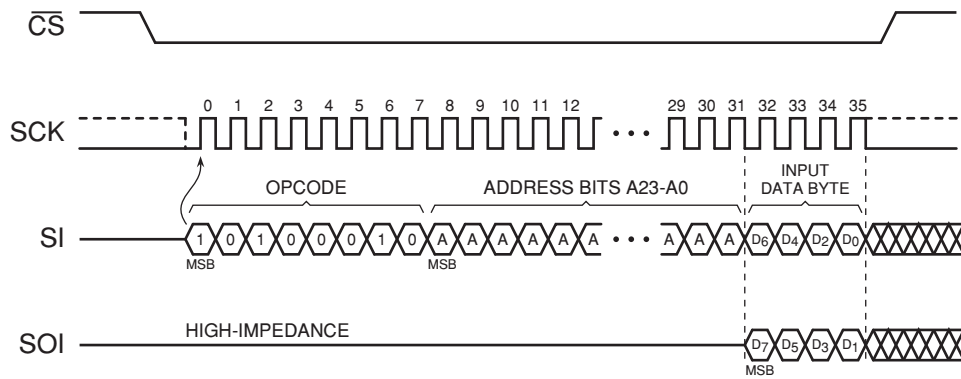 CS
0 1 2 3 4 5 6 7 8 9 10 11 12 29 30 31 32 33 34 35
SCK
OPCODE
ADDRESS BITS A23-A0
INPUT
DATA BYTE
SI 1 0 1 0 0 0 1 0 A A A A A A • • • A A A D6 D4 D2 D0
MSB MSB
HIGH-IMPEDANCE
SOI D7 D5 D3 D1
MSB